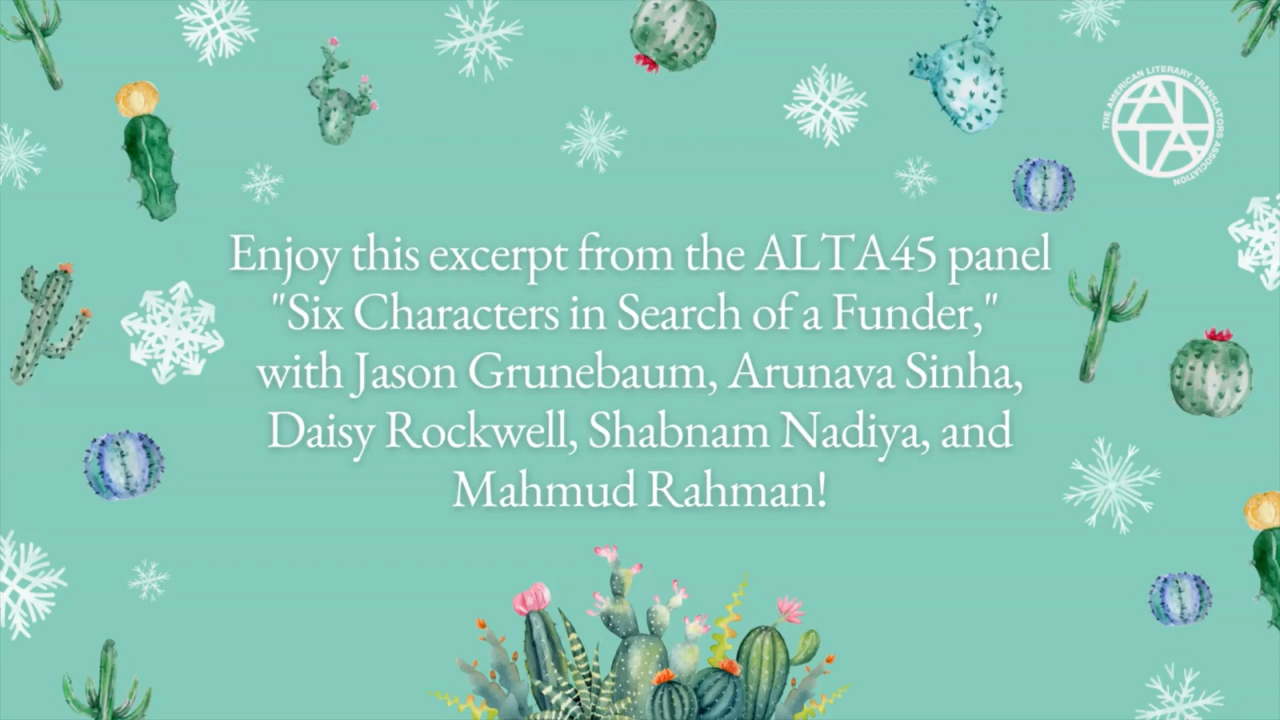 THE AMERICAN LITERARY TRANSLATORS ASSOCIATION
ALTA
Enjoy this excerpt from the ALTA45 panel
"Six Characters in Search of a Funder,"
with Jason Grunebaum, Arunava Sinha,
Daisy Rockwell, Shabnam Nadiya, and
Mahmud Rahman!